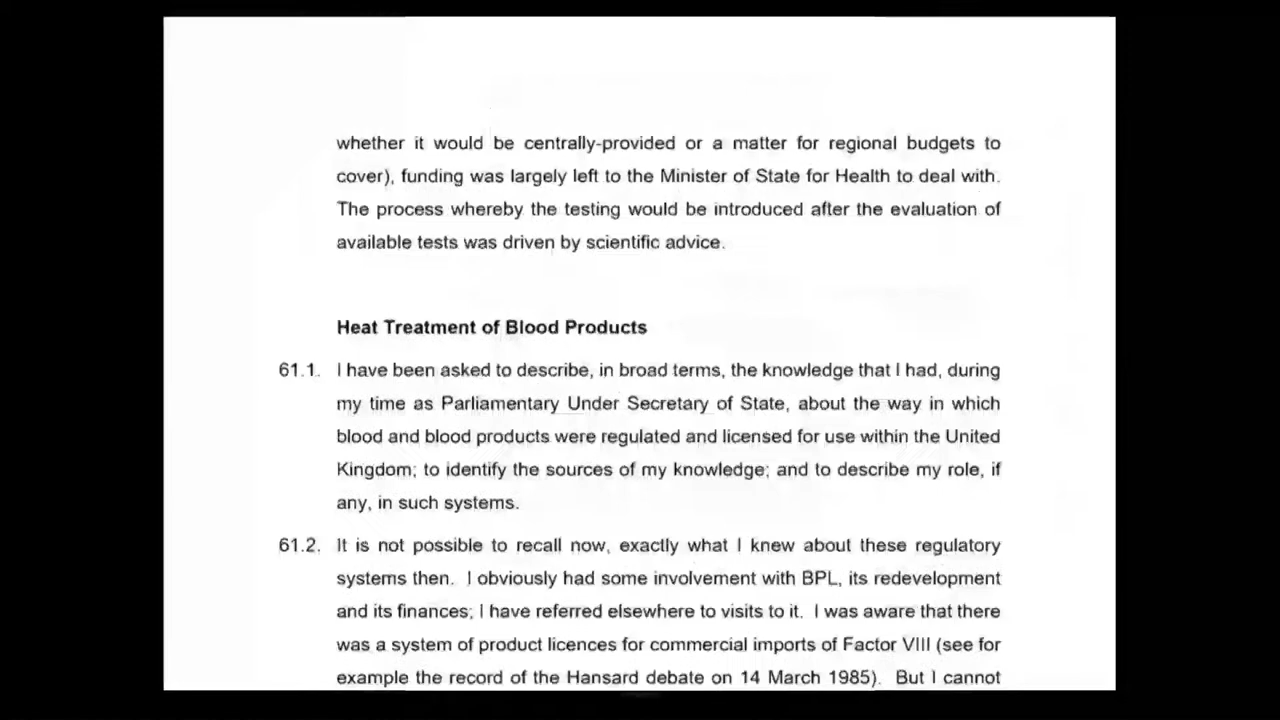 whether it would be centrally-provided or a matter for regional budgets to
cover), funding was largely left to the Minister of State for Health to deal with.
The process whereby the testing would be introduced after the evaluation of
available tests was driven by scientific advice.
Heat Treatment of Blood Products
61.1. I have been asked to describe, in broad terms, the knowledge that I had, during
my time as Parliamentary Under Secretary of State, about the way in which
blood and blood products were regulated and licensed for use within the United
Kingdom; to identify the sources of my knowledge; and to describe my role, if
any, in such systems.
61.2. It is not possible to recall now, exactly what I knew about these regulatory
systems then. I obviously had some involvement with BPL, its redevelopment
and its finances; I have referred elsewhere to visits to it. I was aware that there
was a system of product licences for commercial imports of Factor VIII (see for
example the record of the Hansard debate on 14 March 1985). But I cannot